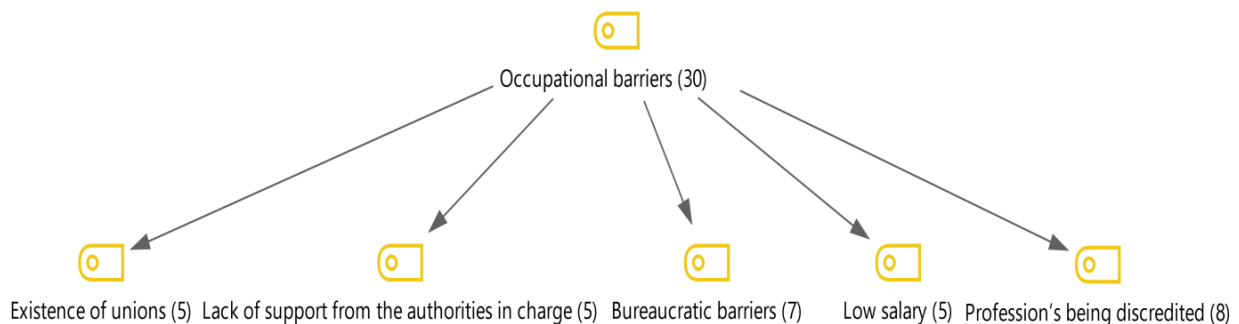 Occupational barriers (30)
Existence of unions (5) Lack of support from the authorities in charge (5) Bureaucratic barriers (7) Low salary (5) Profession's being discredited (8)